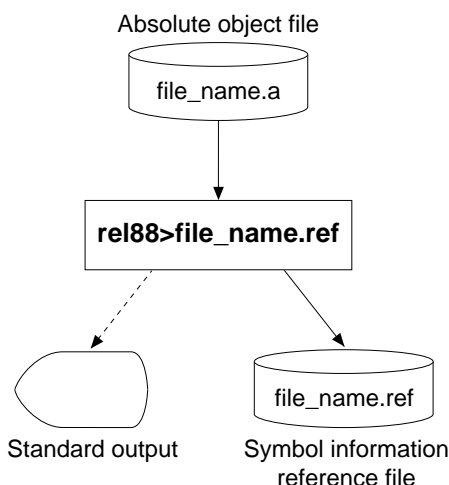 Absolute object file
file_name.a
rel88>file_name.ref
file_name.ref
Standard output
Symbol information
reference file